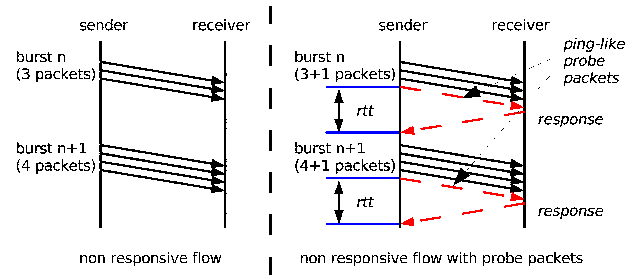 sender
receiver
burst n
(3 packets)
burst n+1
(4 packets)
non responsive flow
sender
receiver
burst n
(3+1 packets)
rtt
burst n+1
(4+1 packets)
rtt
ping-like
probe
packets
response
response
non responsive flow with probe packets